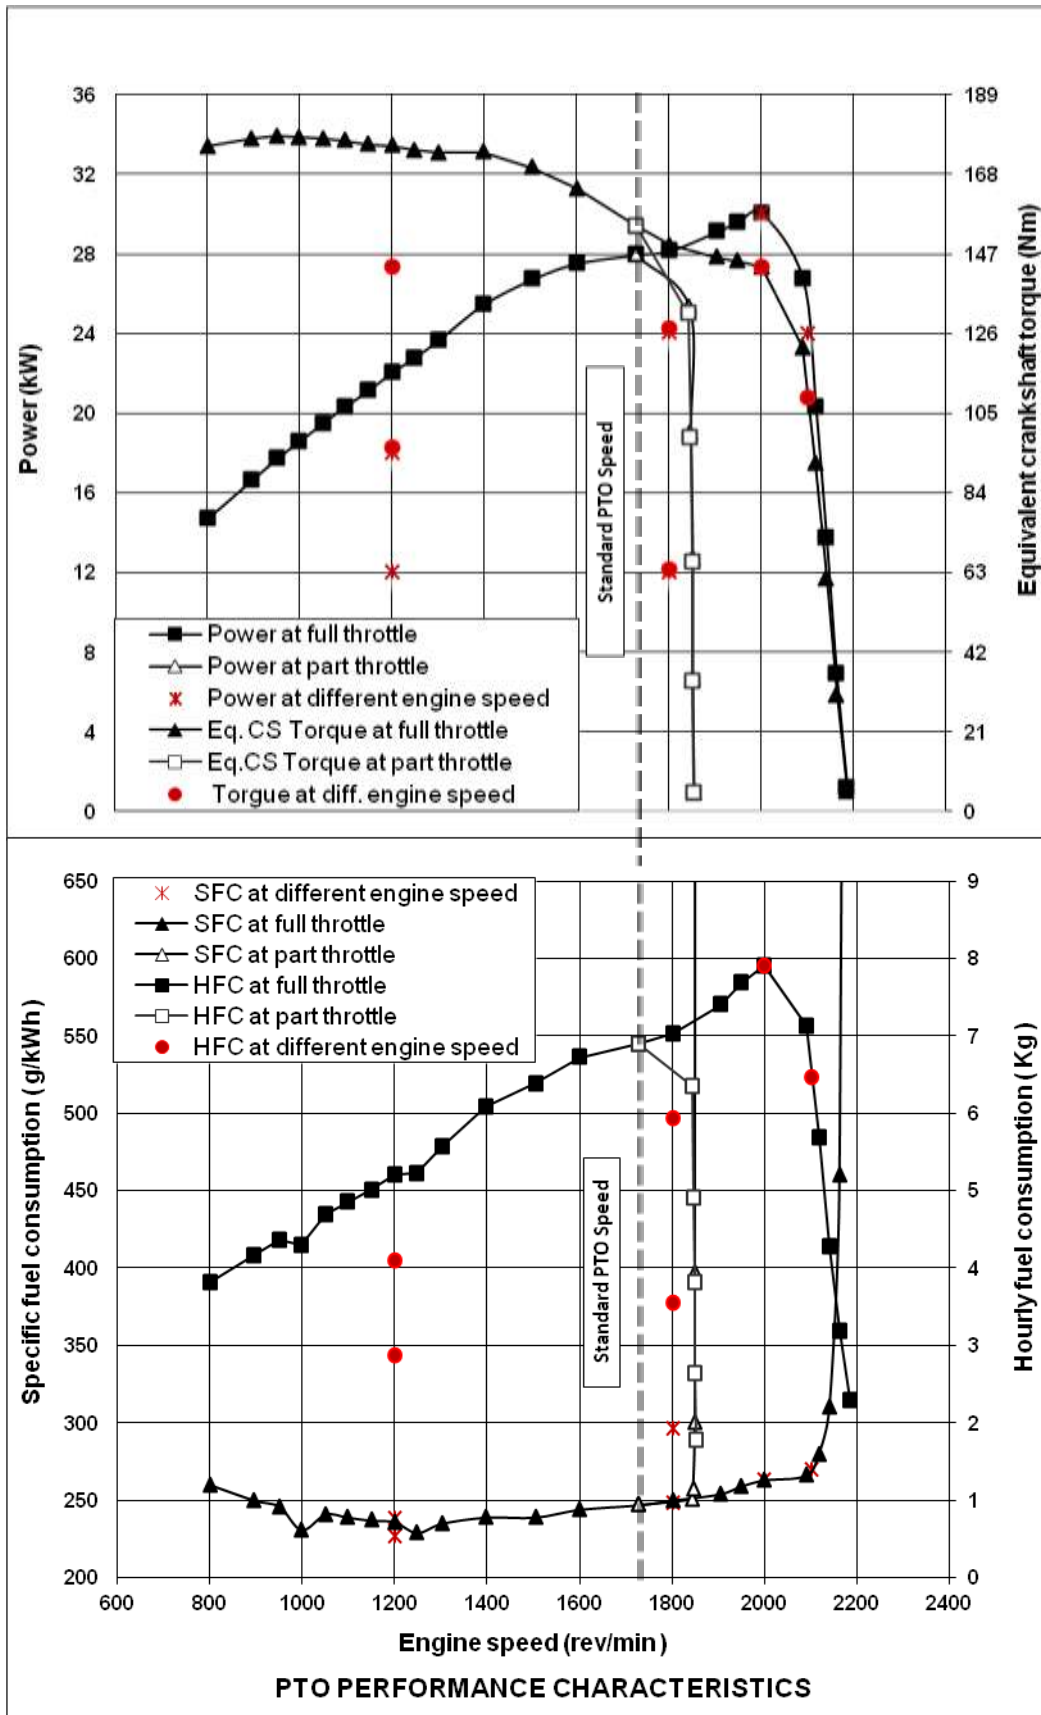 36
32
28
24
20
16
12
8
4
0
Power (kW)
189
168
147
126
105
84
63
42
21
0
Equivalent crankshaft torque (Nm)
Standard PTO Speed
Power at full throttle
Power at part throttle
Power at different engine speed
Eq. CS Torque at full throttle
Eq.CS Torque at part throttle
Torgue at diff. engine speed
650
600
550
500
450
400
350
300
250
200
Specific fuel consumption ( g/kWh)
9
8
7
6
5
4
3
2
1
0
Hourly fuel consumption ( Kg)
SFC at different engine speed
SFC at full throttle
SFC at part throttle
HFC at full throttle
HFC at part throttle
HFC at different engine speed
Standard PTO Speed
600 800 1000 1200 1400 1600 1800 2000 2200 2400
Engine speed (rev/min )
PTO PERFORMANCE CHARACTERISTICS